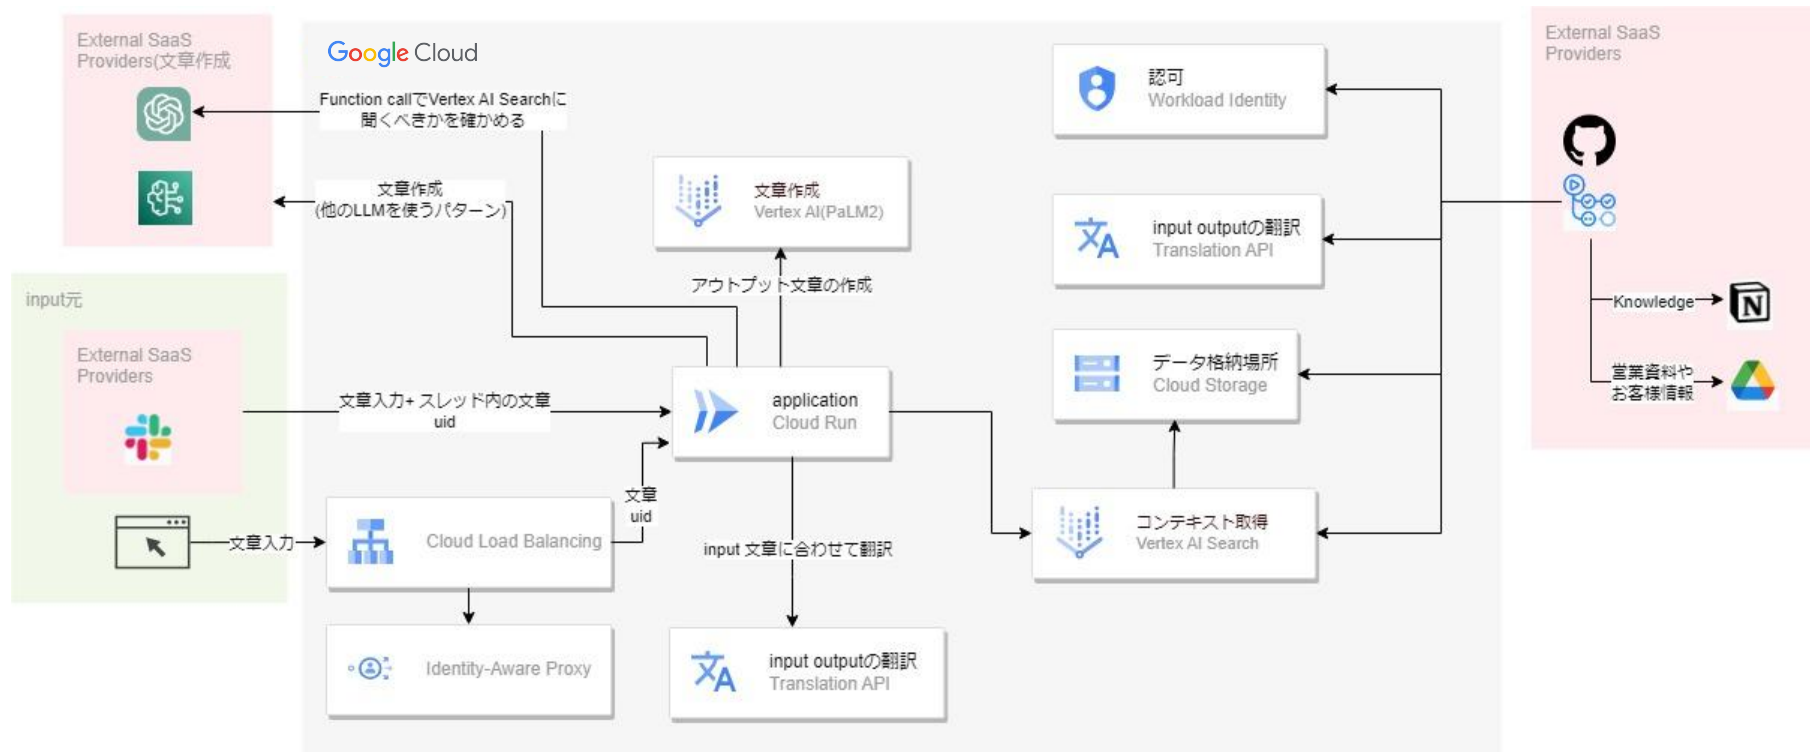 External SaaS
Providers(文章作成
Google Cloud
Function callでVertex AI Searchに
聞くべきかを確かめる
文章作成
(他のLLMを使うパターン)
文章作成
Vertex AI(PaLM2)
アウトプット文章の作成
input元
External SaaS
Providers
文章入力+ スレッド内の文章
uid
application
Cloud Run
文章
uid
文章入力
Cloud Load Balancing
Identity-Aware Proxy
input 文章に合わせて翻訳
input outputの翻訳
Translation API
認可
Workload Identity
input outputの翻訳
Translation API
データ格納場所
Cloud Storage
コンテキスト取得
Vertex AI Search
External SaaS
Providers
Knowledge
N
営業資料や
お客様情報